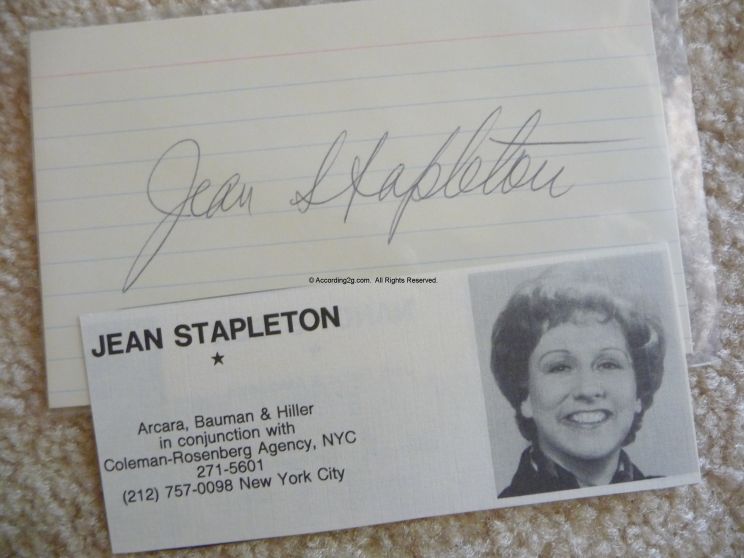 Jean Stapleton
© According2g.com. All Rights Reserved.
JEAN STAPLETON
★
Arcara, Bauman & Hiller
in conjunction with
Coleman-Rosenberg Agency, NYC
271-5601
(212) 757-0098 New York City